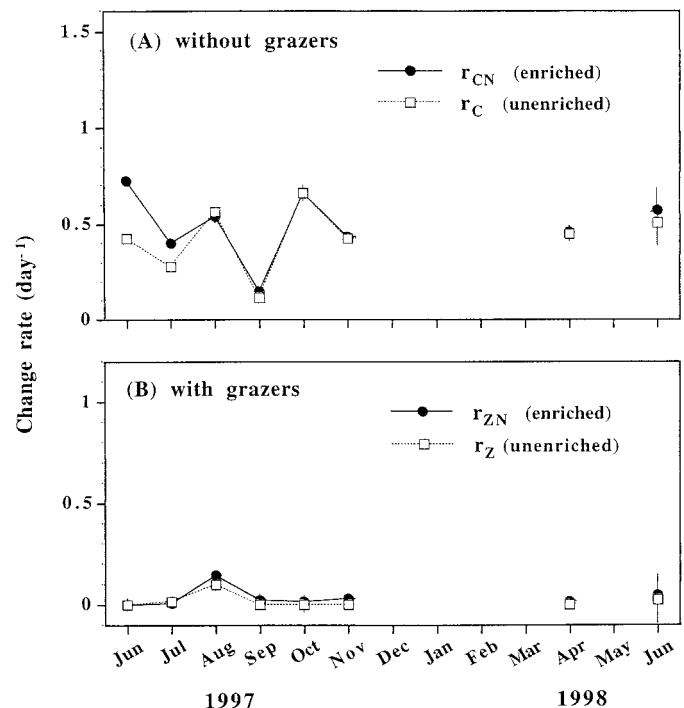 1.5
(A) without grazers
r_CN (enriched)
r_C (unenriched)
1
0.5
0
Change rate (day⁻¹)
(B) with grazers
1
r_ZN (enriched)
r_Z (unenriched)
0.5
0
Jun Jul Aug Sep Oct Nov Dec Jan Feb Mar Apr May Jun
1997 1998